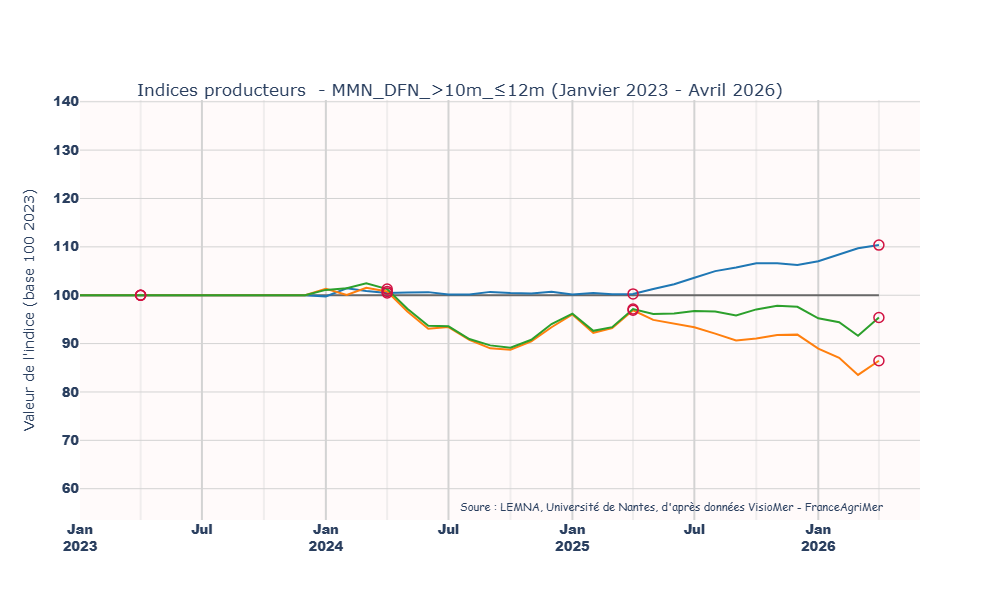 Indices producteurs - MMN_DFN_>10m_≤12m (Janvier 2023 - Avril 2026)
Valeur de l'indice (base 100 2023)
140
130
120
110
100
90
80
70
60
Soure : LEMNA, Université de Nantes, d'après données VisioMer - FranceAgriMer
Jan Jul Jan Jul Jan Jul Jan
2023 2024 2025 2026